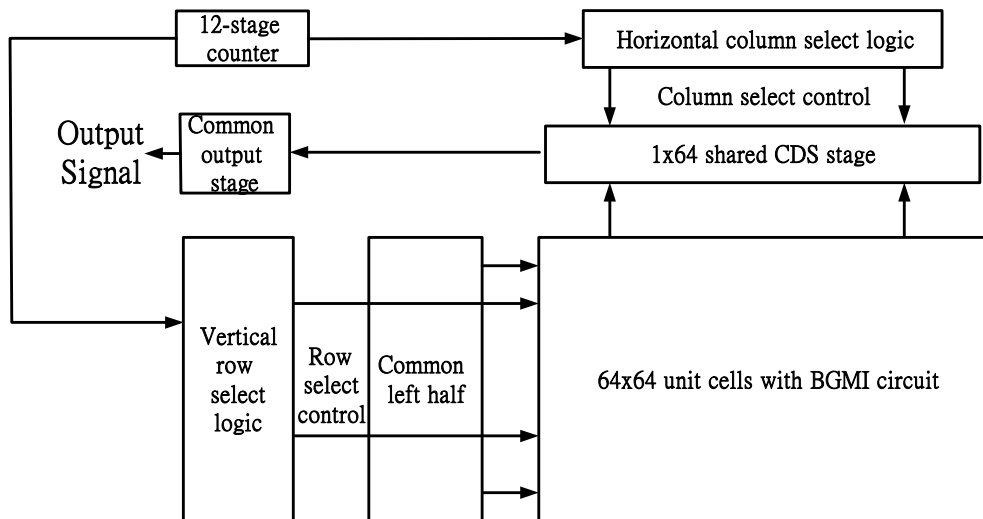 12-stage
counter
Horizontal column select logic
Column select control
Output
Signal
Common
output
stage
1x64 shared CDS stage
Vertical
row
select
logic
Row
select
control
Common
left half
64x64 unit cells with BGMI circuit